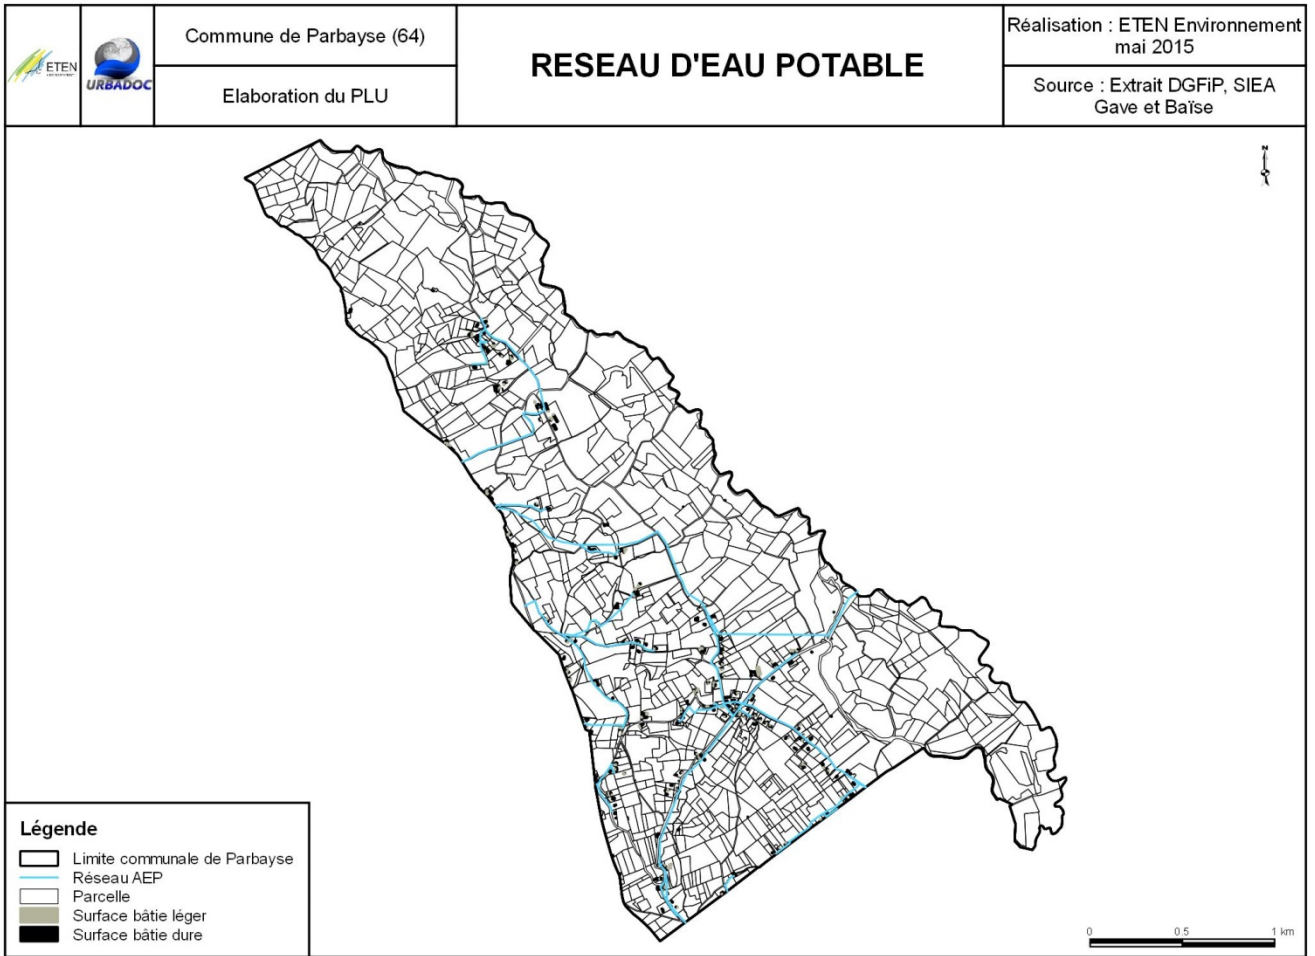 ETEN
URBADOC
Commune de Parbayse (64)
Elaboration du PLU
RESEAU D'EAU POTABLE
Réalisation : ETEN Environnement
mai 2015
Source : Extrait DGFiP, SIEA
Gave et Baïse
N
Légende
Limite communale de Parbayse
Réseau AEP
Parcelle
Surface bâtie léger
Surface bâtie dure
0 0.5 1 km